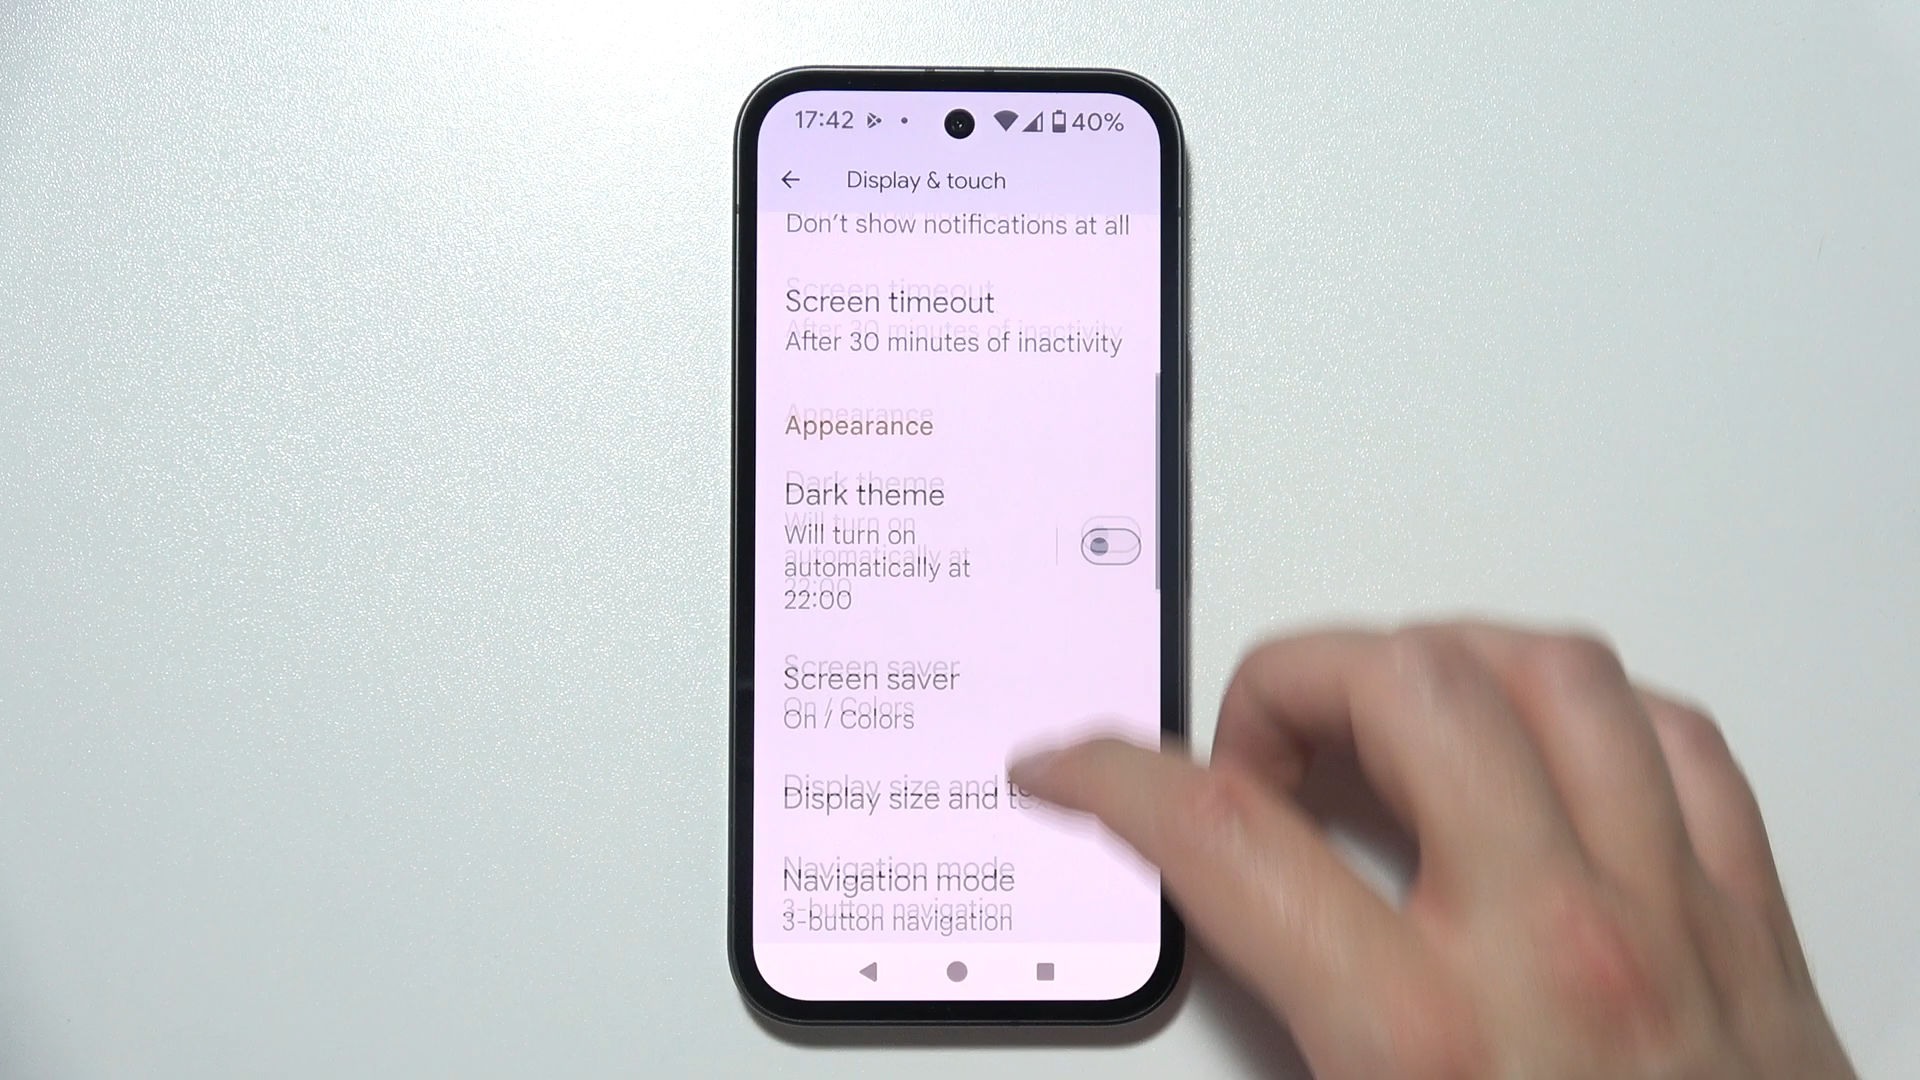 17:42 40%
Display & touch
Don't show notifications at all
Screen timeout
After 30 minutes of inactivity
Appearance
Dark theme
Will turn on
automatically at
22:00
Screen saver
On / Colors
Display size and
Navigation mode
3-button navigation